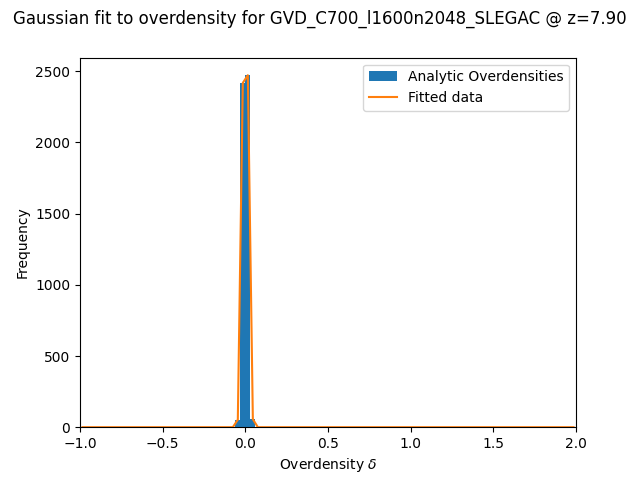 Gaussian fit to overdensity for GVD_C700_l1600n2048_SLEGAC @ z=7.90
Analytic Overdensities
Fitted data
Frequency
2500
2000
1500
1000
500
0
−1.0 −0.5 0.0 0.5 1.0 1.5 2.0
Overdensity δ